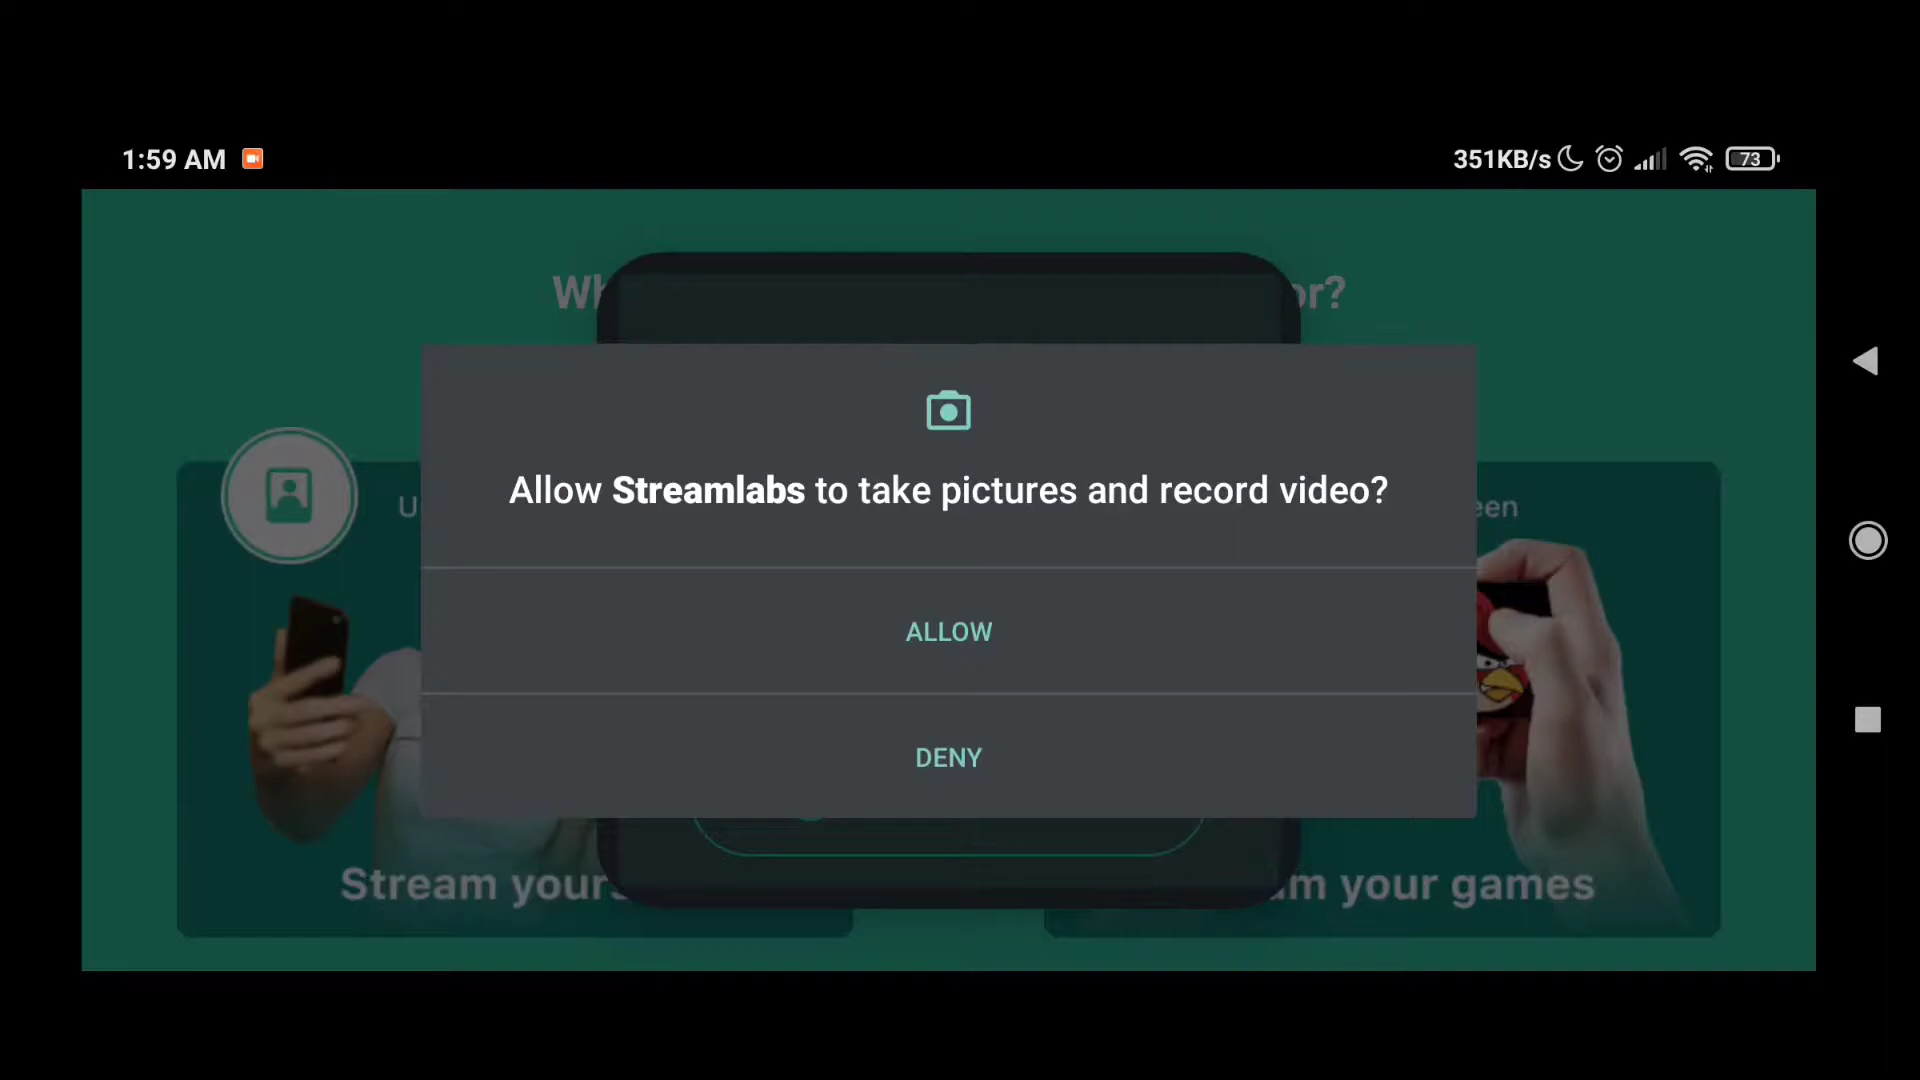 1:59 AM
351KB/s
73
or?
Allow Streamlabs to take pictures and record video?
ALLOW
DENY
Stream your
your games